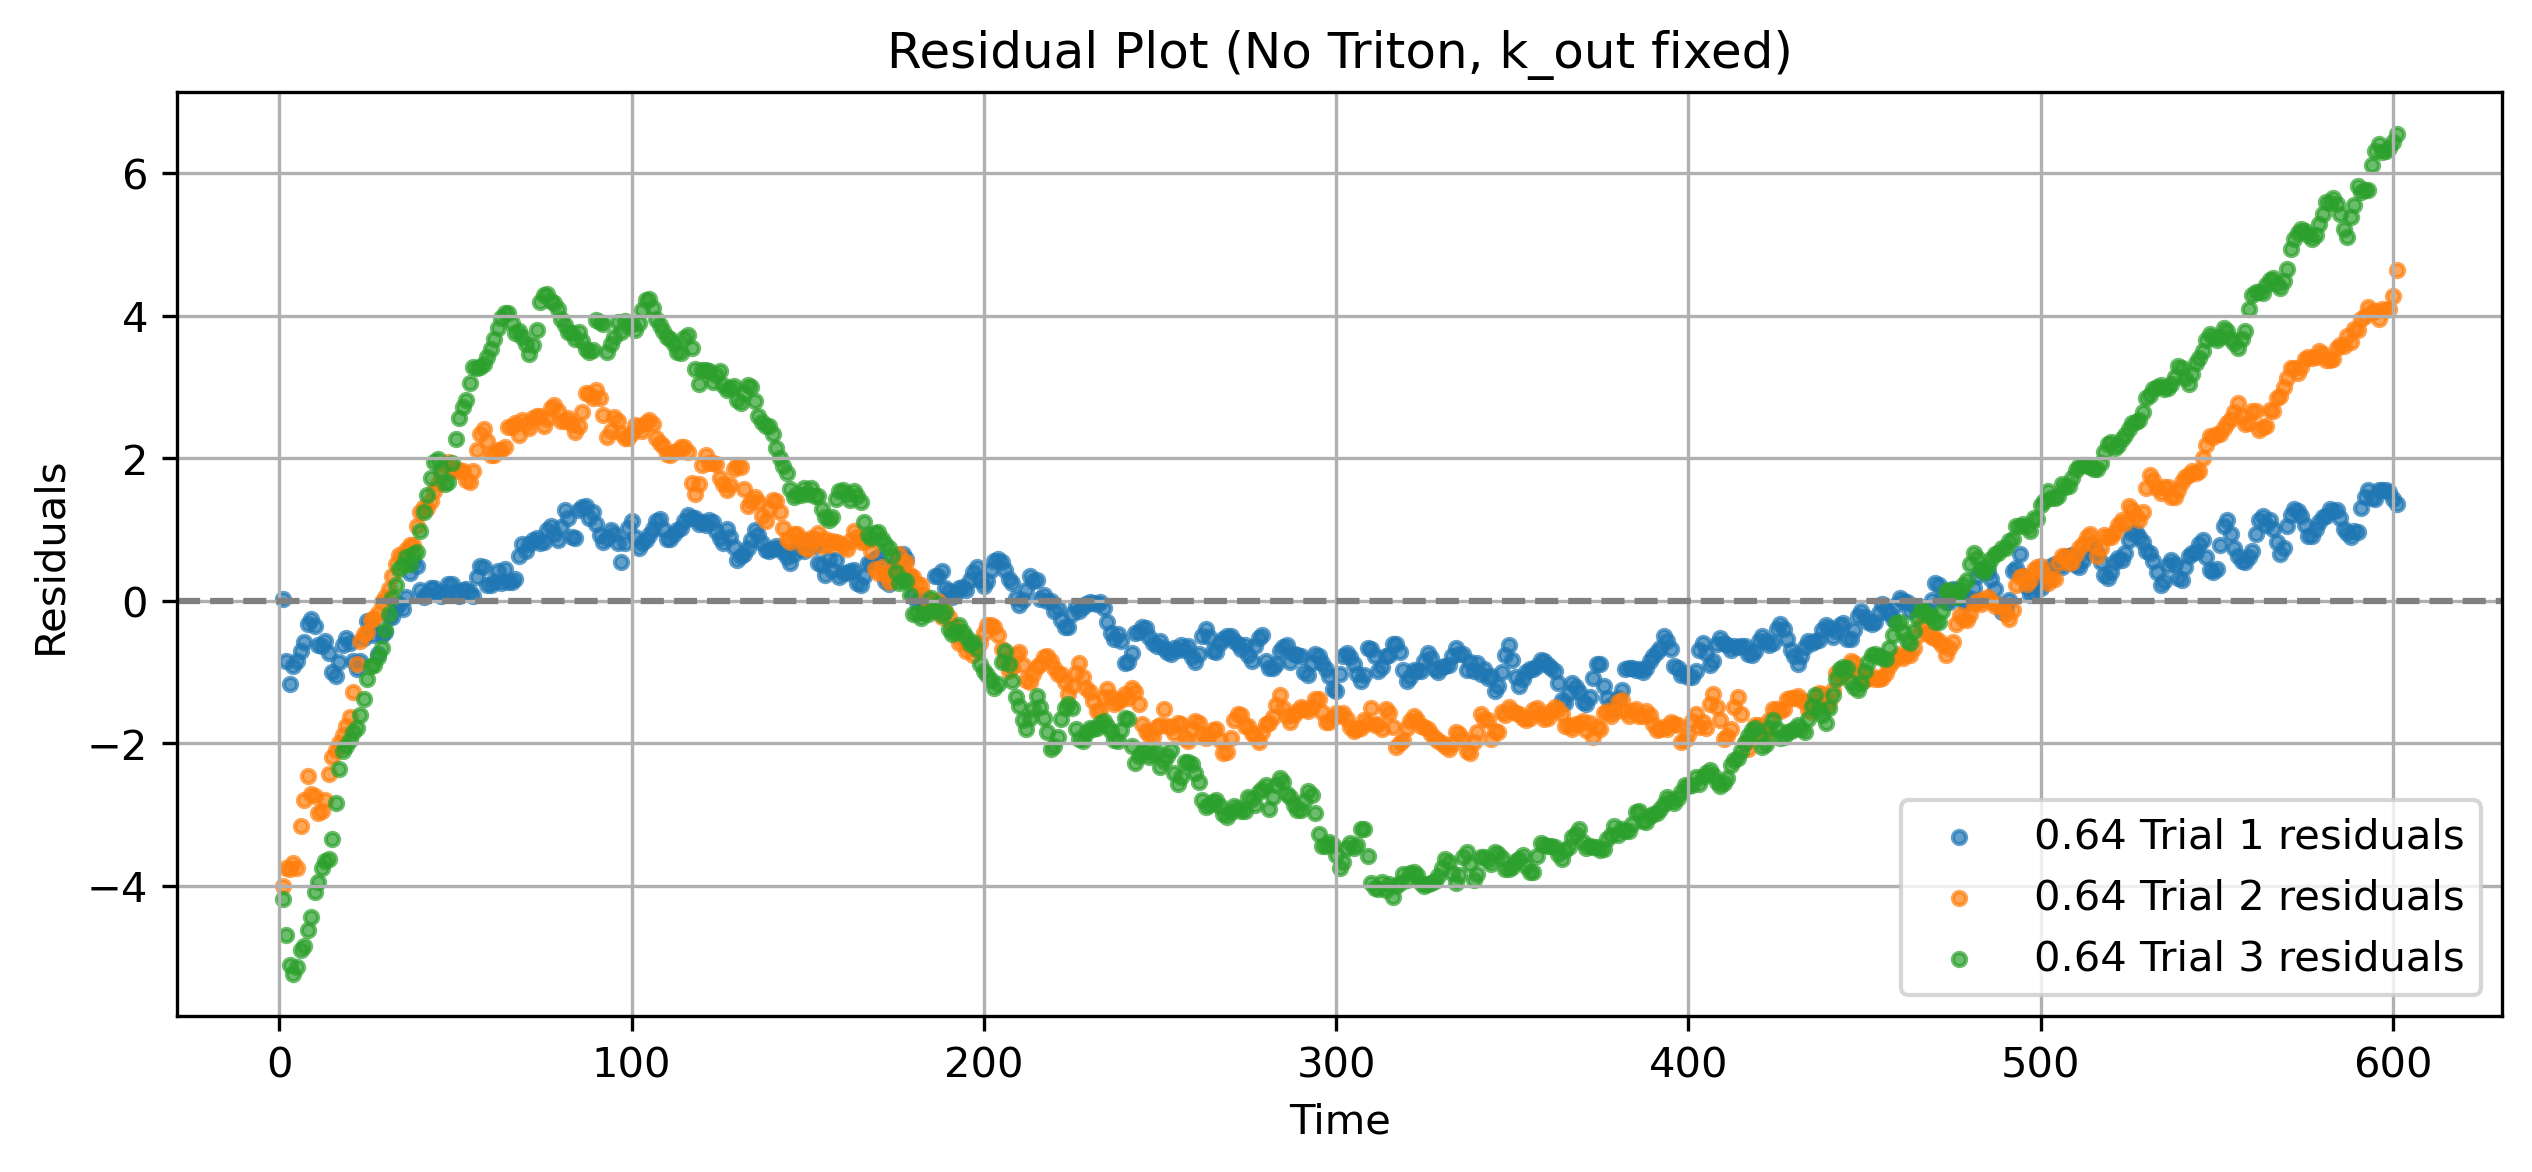 Residual Plot (No Triton, k_out fixed)
Residuals
6
4
2
0
−2
−4
0 100 200 300 400 500 600
Time
0.64 Trial 1 residuals
0.64 Trial 2 residuals
0.64 Trial 3 residuals